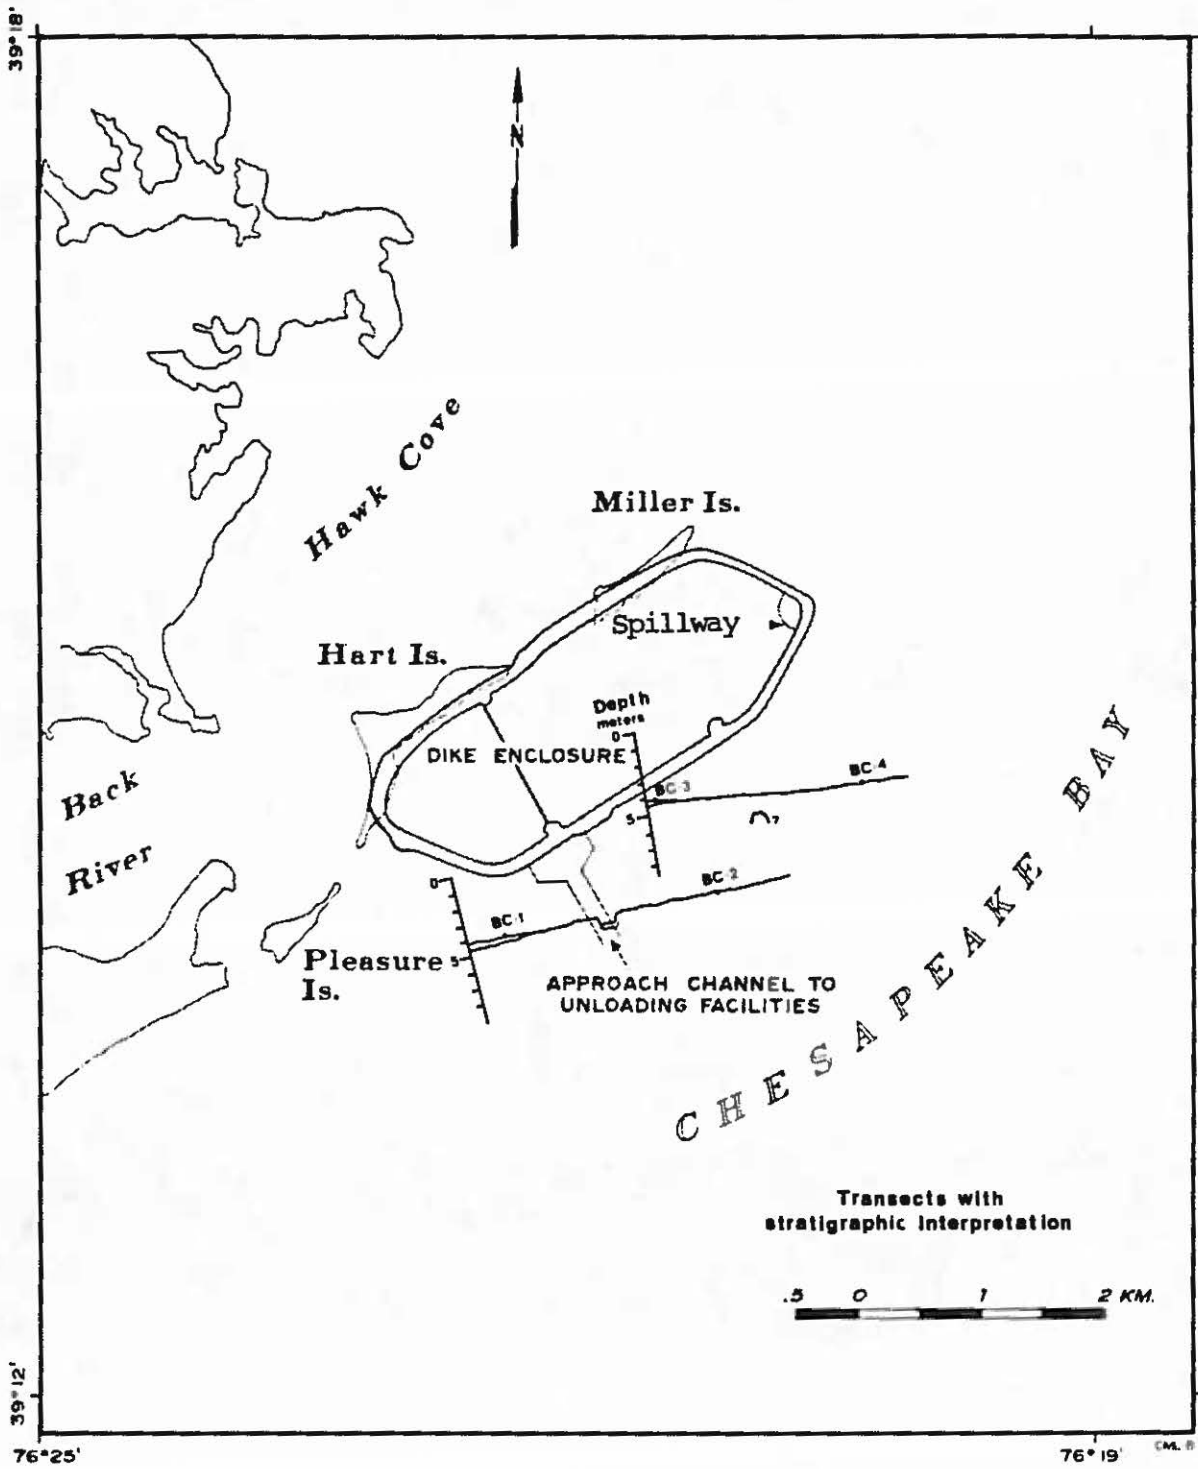 39°18'
N
Hawk Cove
Miller Is.
Spillway
Hart Is.
Depth
meters
0
DIKE ENCLOSURE
BC-4
BC-3
5
7
Back
River
BC-2
0
BC-1
Pleasure
Is.
5
APPROACH CHANNEL TO
UNLOADING FACILITIES
CHESAPEAKE BAY
Transects with
stratigraphic interpretation
.5 0 1 2 KM.
39°12'
76°25'
76°19'